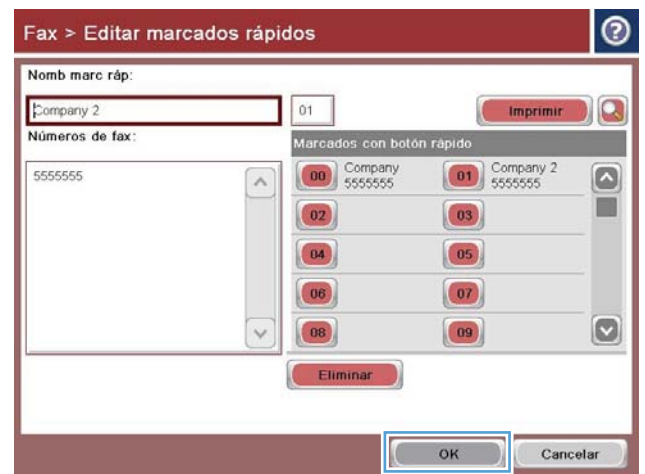 Fax > Editar marcados rápidos
?
Nomb marc ráp:
Company 2
01
Imprimir
Números de fax:
5555555
Marcados con botón rápido
00 Company 5555555
01 Company 2 5555555
02
03
04
05
06
07
08
09
Eliminar
OK
Cancelar